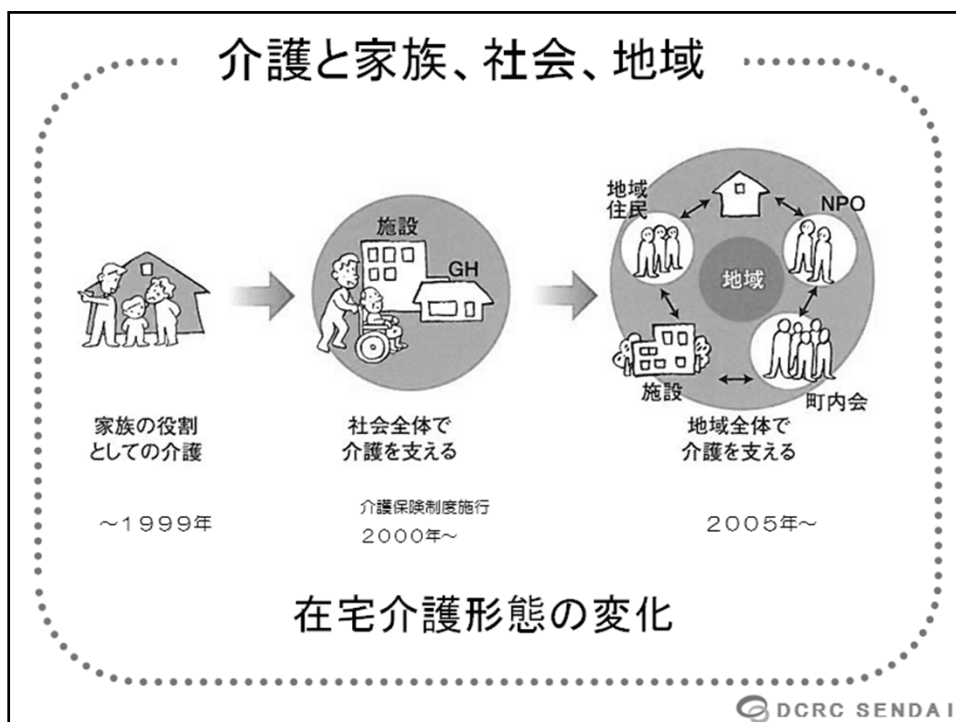 介護と家族、社会、地域
施設
GH
地域
住民
NPO
地域
施設
町内会
家族の役割
としての介護
社会全体で
介護を支える
地域全体で
介護を支える
～１９９９年
介護保険制度施行
２０００年～
２００５年～
在宅介護形態の変化
DCRC SENDAI